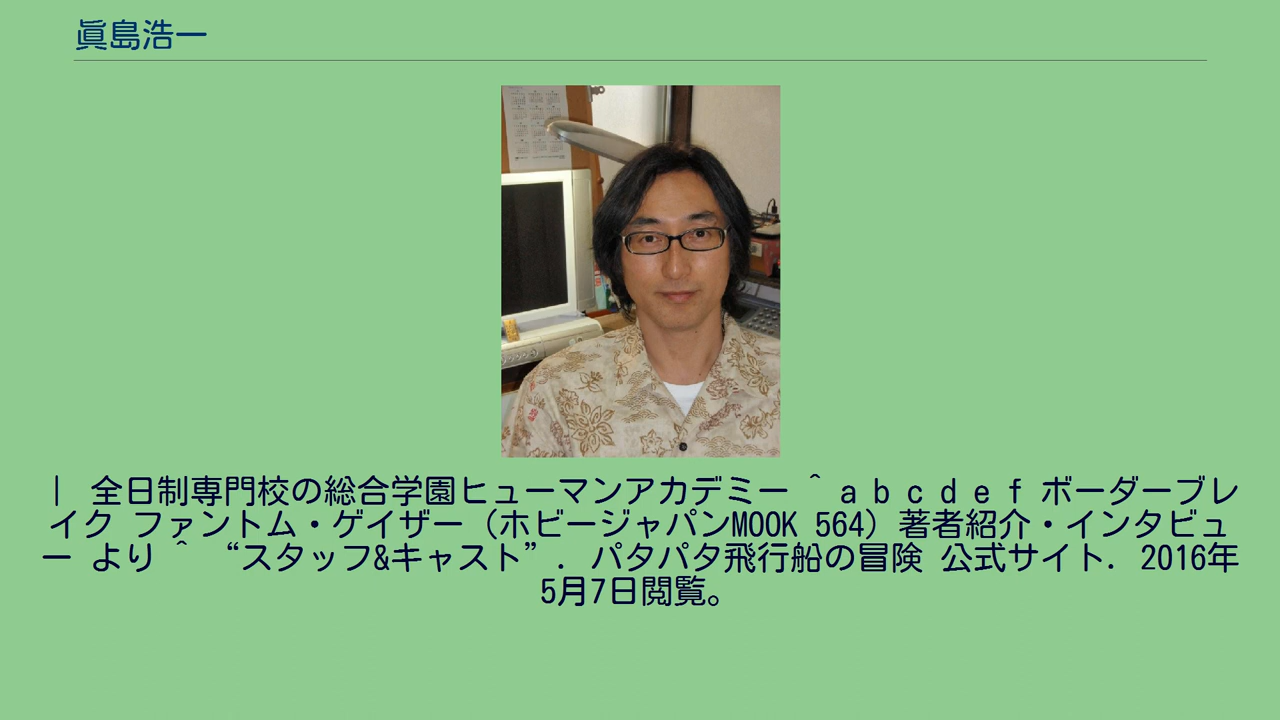 眞島浩一
| 全日制専門校の総合学園ヒューマンアカデミー ^ a b c d e f ボーダーブレ
イク ファントム・ゲイザー (ホビージャパンMOOK 564) 著者紹介・インタビュ
ー より ^ “スタッフ&キャスト”. パタパタ飛行船の冒険 公式サイト. 2016年
5月7日閲覧。